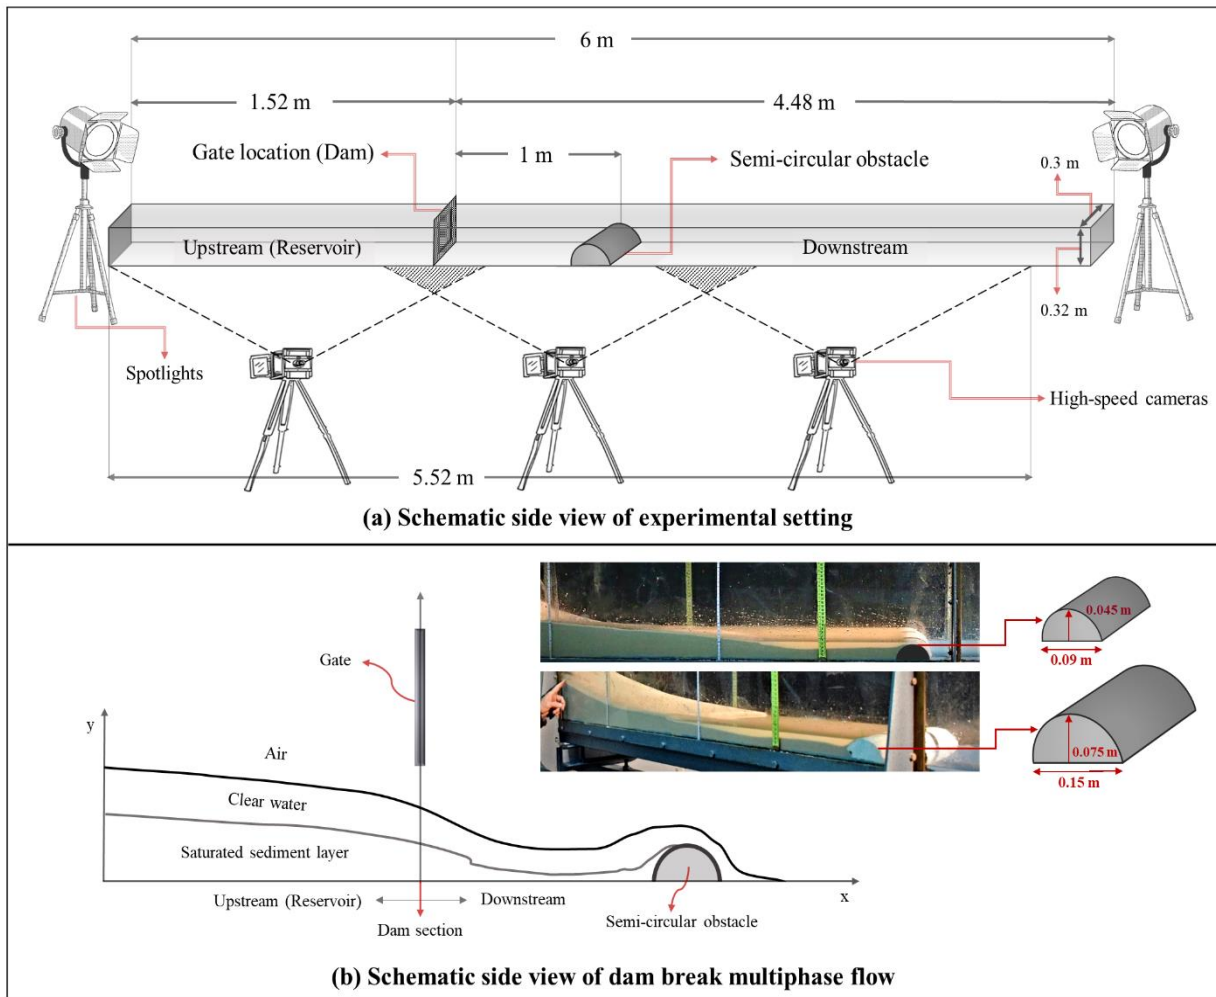 6 m
1.52 m
4.48 m
Gate location (Dam)
1 m
Semi-circular obstacle
0.3 m
Upstream (Reservoir)
Downstream
0.32 m
Spotlights
High-speed cameras
5.52 m
(a) Schematic side view of experimental setting
0.045 m
0.09 m
Gate
0.075 m
0.15 m
y
Air
Clear water
Saturated sediment layer
x
Upstream (Reservoir)
Downstream
Semi-circular obstacle
Dam section
(b) Schematic side view of dam break multiphase flow